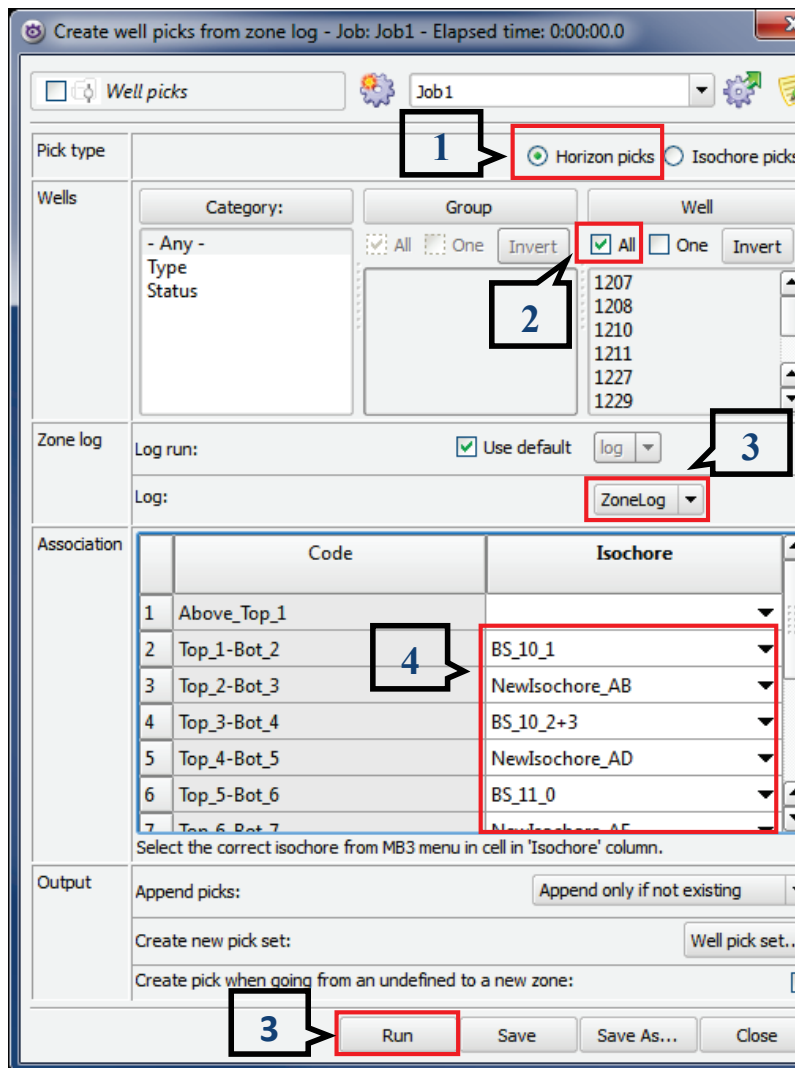 Create well picks from zone log - Job: Job1 - Elapsed time: 0:00:00.0
Well picks Job1
Pick type 1 Horizon picks Isochore picks
Wells Category: Group Well
- Any - All One Invert All One Invert
Type 1207
Status 1208
2 1210
1211
1227
1229
Zone log Log run: Use default log 3
Log: ZoneLog
Association Code Isochore
1 Above_Top_1
2 Top_1-Bot_2 BS_10_1
4
3 Top_2-Bot_3 NewIsochore_AB
4 Top_3-Bot_4 BS_10_2+3
5 Top_4-Bot_5 NewIsochore_AD
6 Top_5-Bot_6 BS_11_0
7 Top_6-Bot_7 NewIsochore_AF
Select the correct isochore from MB3 menu in cell in 'Isochore' column.
Output Append picks: Append only if not existing
Create new pick set: Well pick set..
Create pick when going from an undefined to a new zone:
3 Run Save Save As... Close